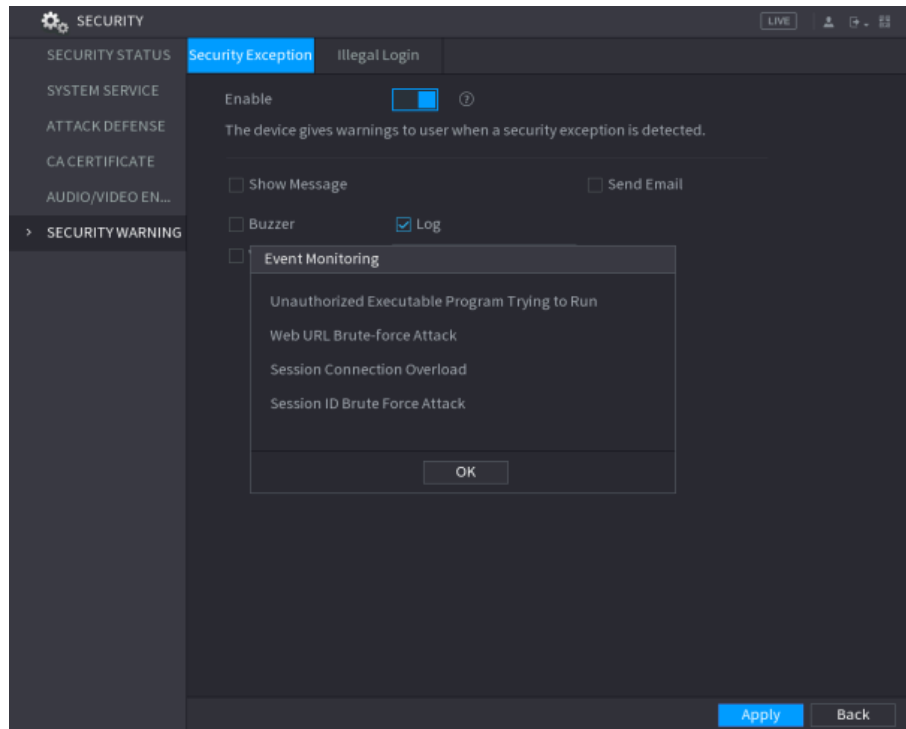 SECURITY
LIVE
SECURITY STATUS
Security Exception
Illegal Login
SYSTEM SERVICE
Enable
?
ATTACK DEFENSE
The device gives warnings to user when a security exception is detected.
CA CERTIFICATE
Show Message
Send Email
AUDIO/VIDEO EN...
Buzzer
Log
> SECURITY WARNING
Event Monitoring
Unauthorized Executable Program Trying to Run
Web URL Brute-force Attack
Session Connection Overload
Session ID Brute Force Attack
OK
Apply
Back